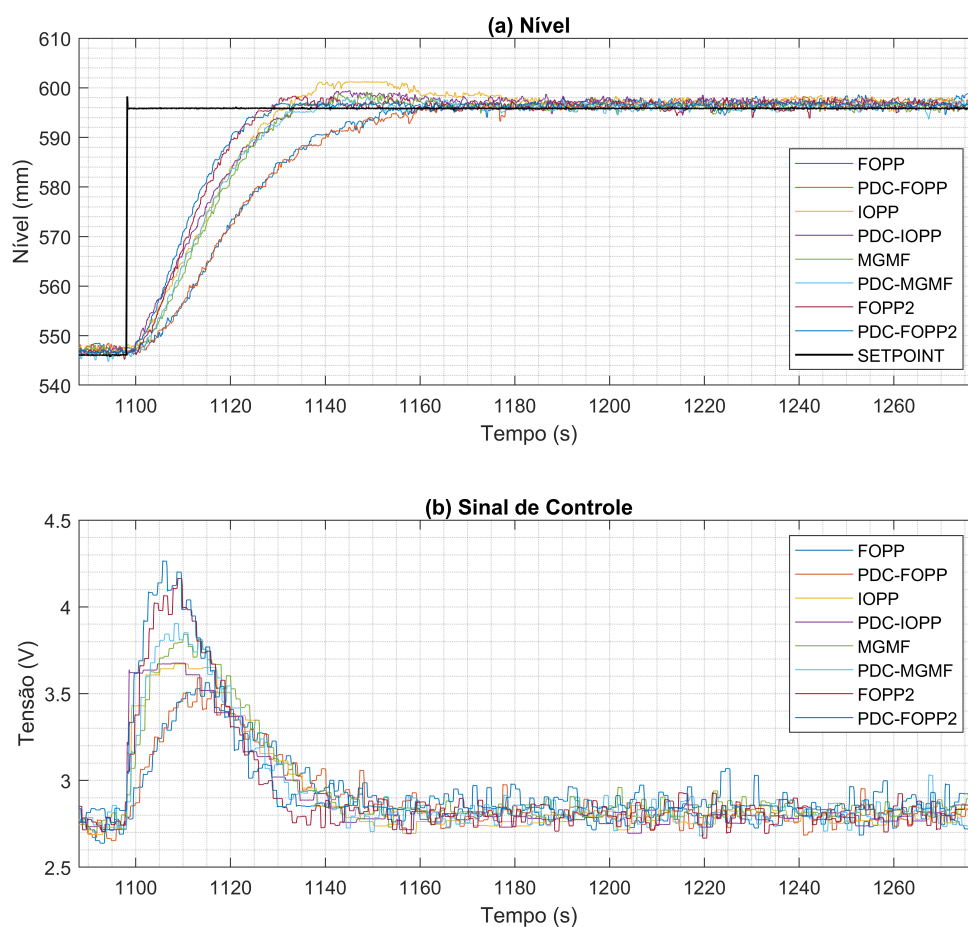 (a) Nível
610
600
590
580
570
560
550
540
Nível (mm)
FOPP
PDC-FOPP
IOPP
PDC-IOPP
MGMF
PDC-MGMF
FOPP2
PDC-FOPP2
SETPOINT
1100 1120 1140 1160 1180 1200 1220 1240 1260
Tempo (s)
(b) Sinal de Controle
4.5
4
3.5
3
2.5
Tensão (V)
FOPP
PDC-FOPP
IOPP
PDC-IOPP
MGMF
PDC-MGMF
FOPP2
PDC-FOPP2
1100 1120 1140 1160 1180 1200 1220 1240 1260
Tempo (s)